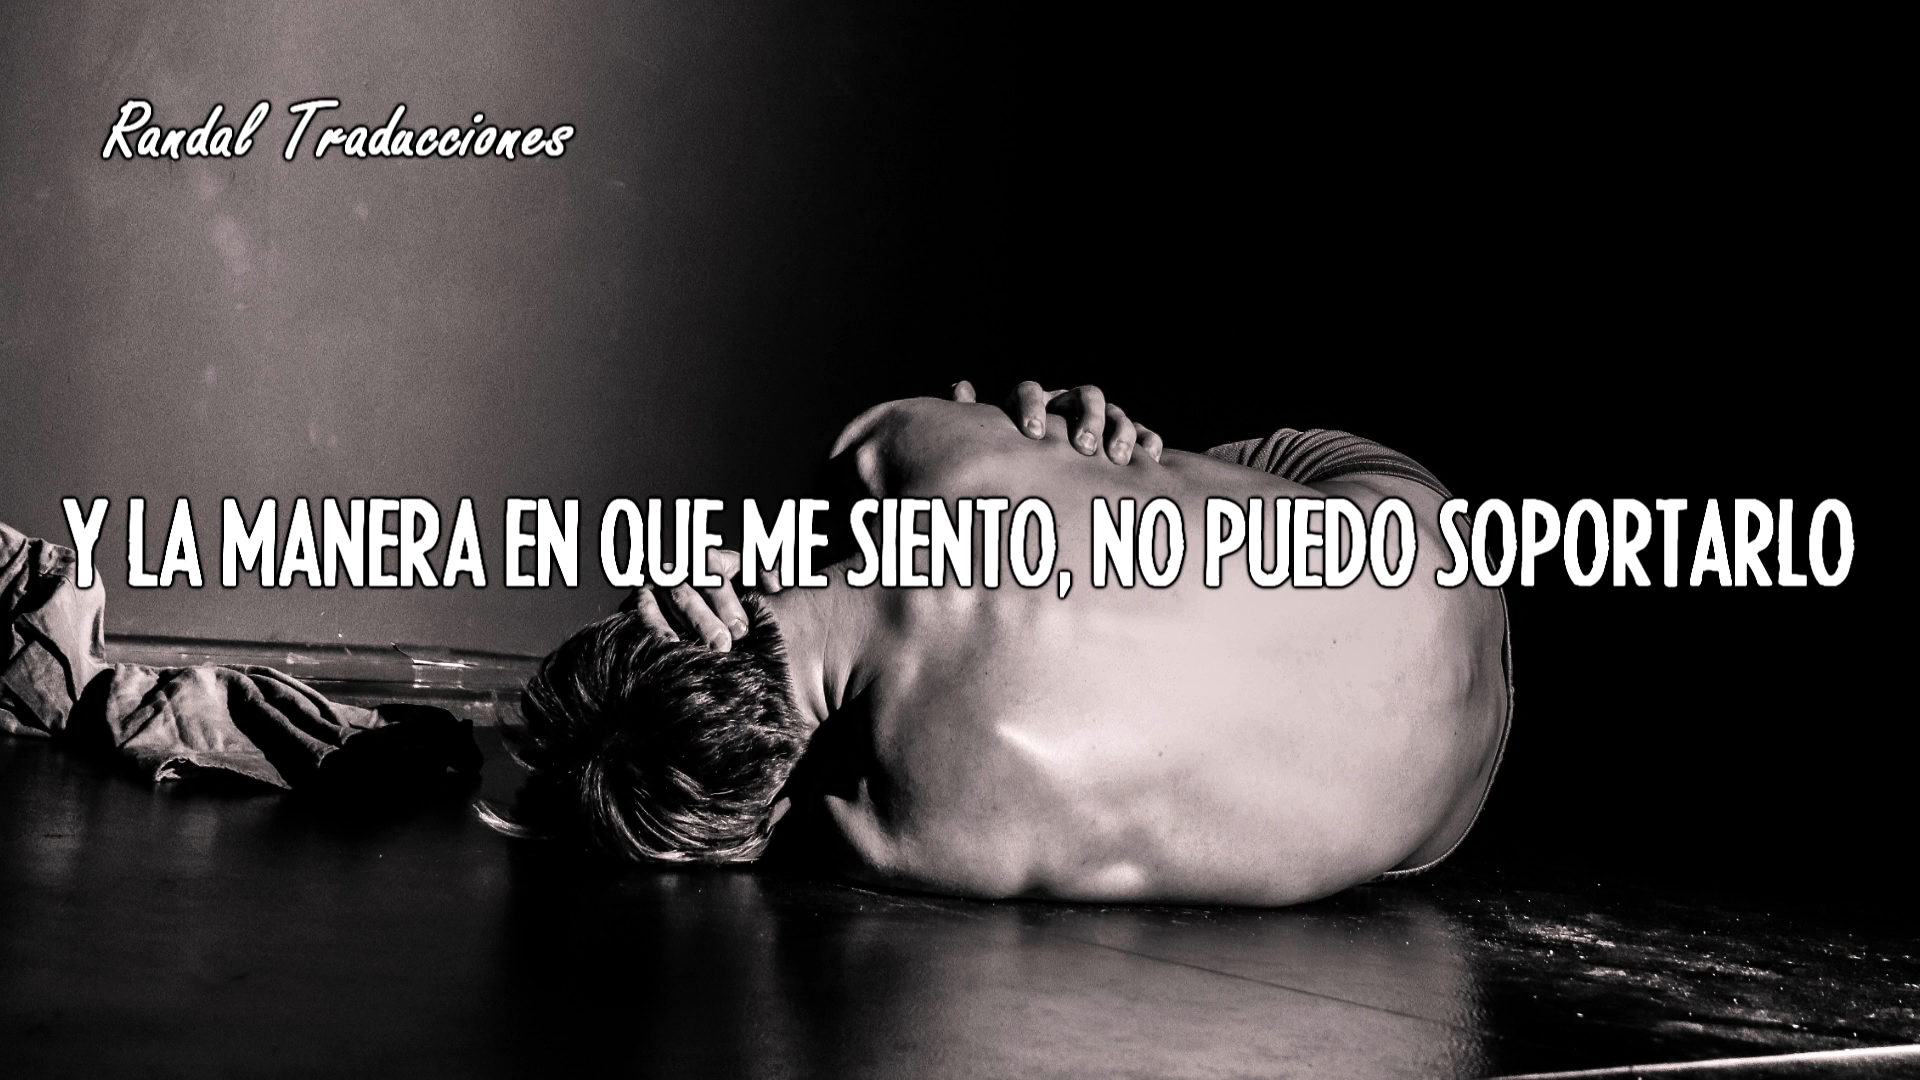 Randal Traducciones
Y LA MANERA EN QUE ME SIENTO, NO PUEDO SOPORTARLO